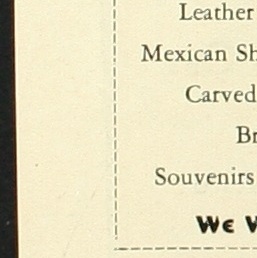 Leather
Mexican Sh
Carved
Br
Souvenirs
We W